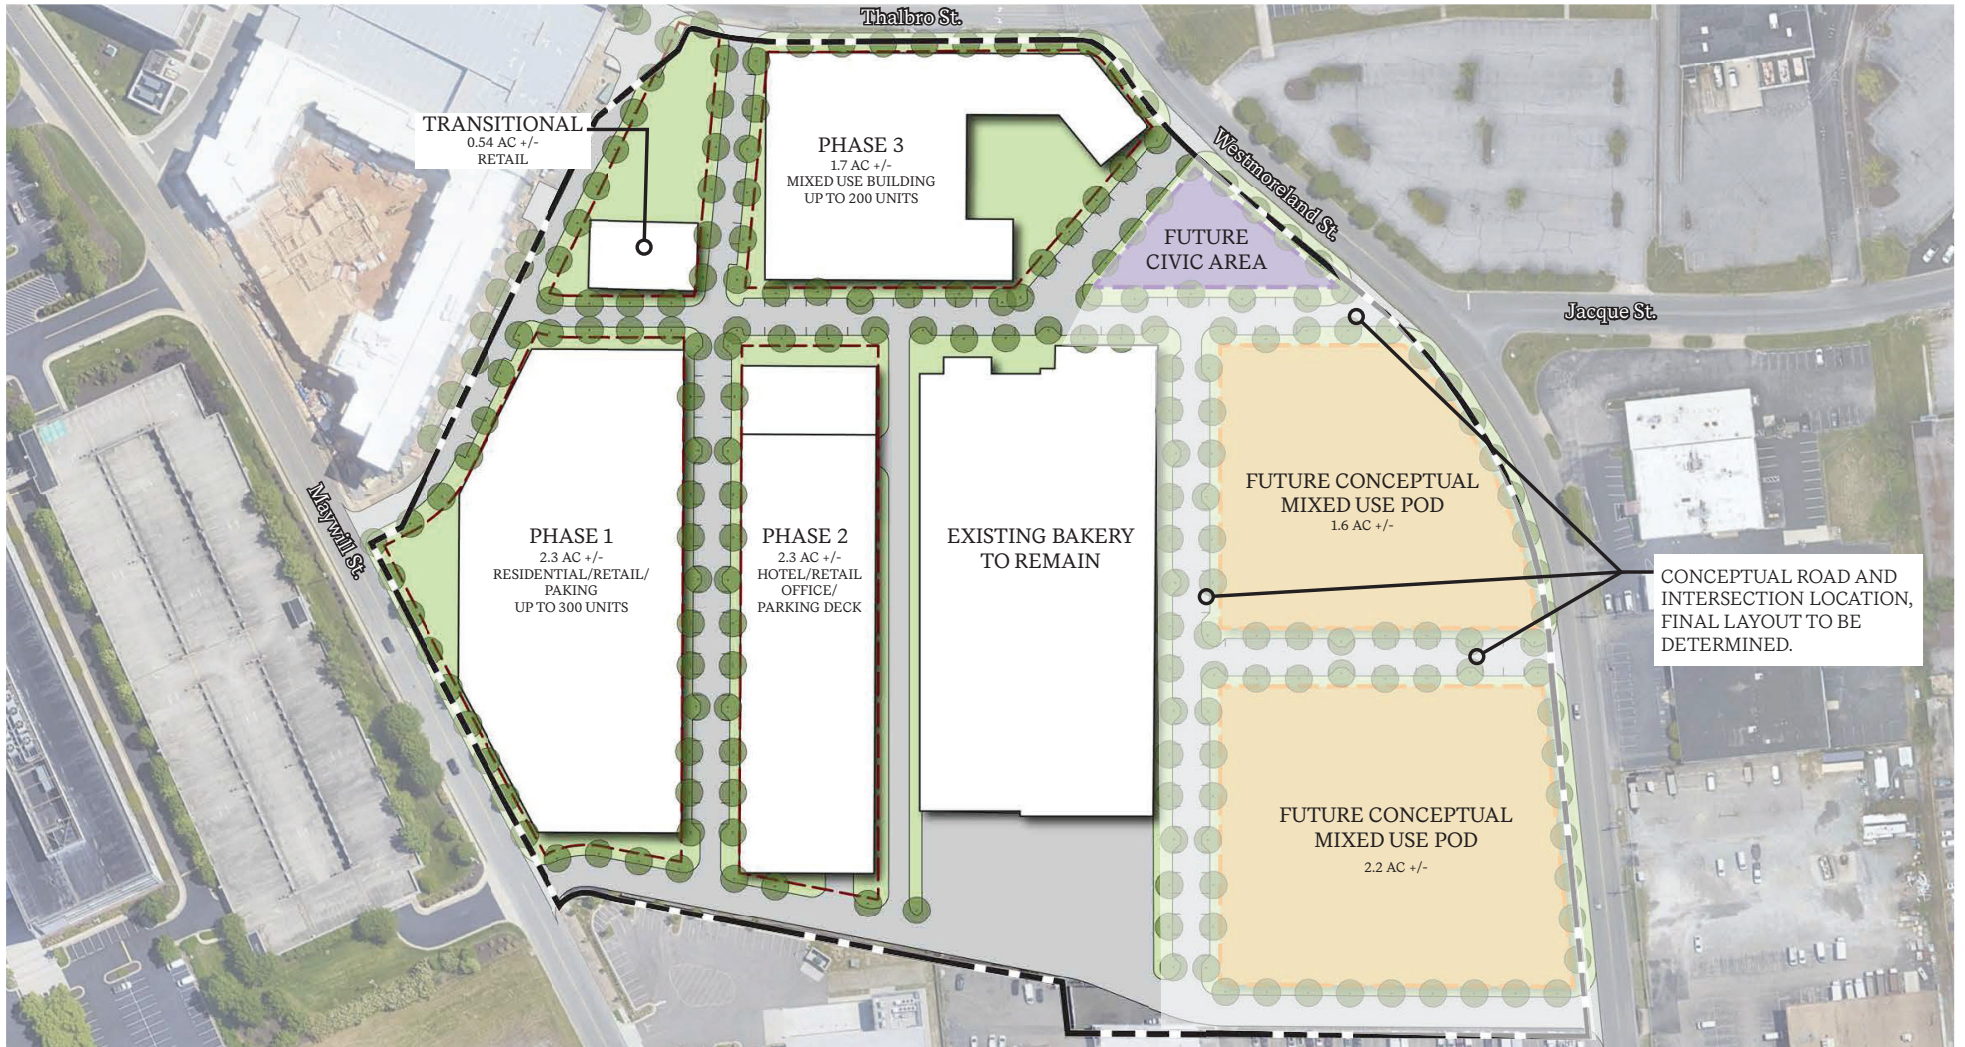 Thalbro St.
TRANSITIONAL
0.54 AC +/-
RETAIL
PHASE 3
1.7 AC +/-
MIXED USE BUILDING
UP TO 200 UNITS
Westmoreland St.
FUTURE
CIVIC AREA
Jacque St.
Maywill St.
PHASE 1
2.3 AC +/-
RESIDENTIAL/RETAIL/
PAKING
UP TO 300 UNITS
PHASE 2
2.3 AC +/-
HOTEL/RETAIL
OFFICE/
PARKING DECK
EXISTING BAKERY
TO REMAIN
FUTURE CONCEPTUAL
MIXED USE POD
1.6 AC +/-
CONCEPTUAL ROAD AND
INTERSECTION LOCATION,
FINAL LAYOUT TO BE
DETERMINED.
FUTURE CONCEPTUAL
MIXED USE POD
2.2 AC +/-